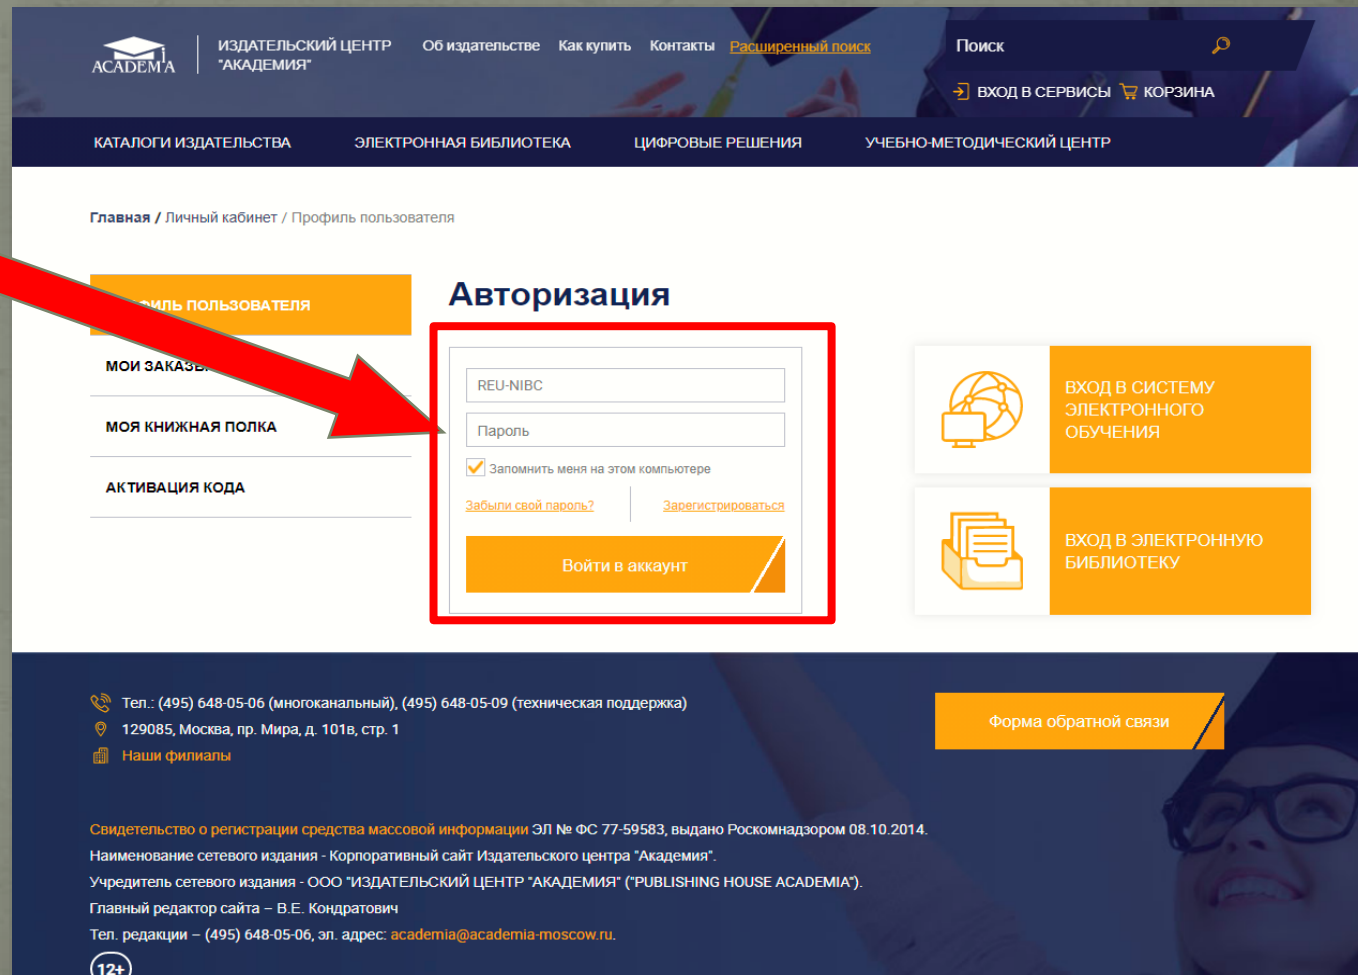 ACADEM'A
ИЗДАТЕЛЬСКИЙ ЦЕНТР
"АКАДЕМИЯ"
Об издательстве Как купить Контакты Расширенный поиск
Поиск
ВХОД В СЕРВИСЫ КОРЗИНА
КАТАЛОГИ ИЗДАТЕЛЬСТВА ЭЛЕКТРОННАЯ БИБЛИОТЕКА ЦИФРОВЫЕ РЕШЕНИЯ УЧЕБНО-МЕТОДИЧЕСКИЙ ЦЕНТР
Главная / Личный кабинет / Профиль пользователя
ПОЛЬЗОВАТЕЛЯ
МОИ
МОЯ КНИЖНАЯ ПОЛКА
АКТИВАЦИЯ КОДА
Авторизация
REU-NIBC
Пароль
Запомнить меня на этом компьютере
Забыли свой пароль? Зарегистрироваться
Войти в аккаунт
ВХОД В СИСТЕМУ
ЭЛЕКТРОННОГО
ОБУЧЕНИЯ
ВХОД В ЭЛЕКТРОННУЮ
БИБЛИОТЕКУ
Тел.: (495) 648-05-06 (многоканальный), (495) 648-05-09 (техническая поддержка)
129085, Москва, пр. Мира, д. 101в, стр. 1
Наши филиалы
Форма обратной связи
Свидетельство о регистрации средства массовой информации ЭЛ № ФС 77-59583, выдано Роскомнадзором 08.10.2014.
Наименование сетевого издания - Корпоративный сайт Издательского центра "Академия".
Учредитель сетевого издания - ООО "ИЗДАТЕЛЬСКИЙ ЦЕНТР "АКАДЕМИЯ" ("PUBLISHING HOUSE ACADEMIA").
Главный редактор сайта – В.Е. Кондратович
Тел. редакции – (495) 648-05-06, эл. адрес: academia@academia-moscow.ru.
12+